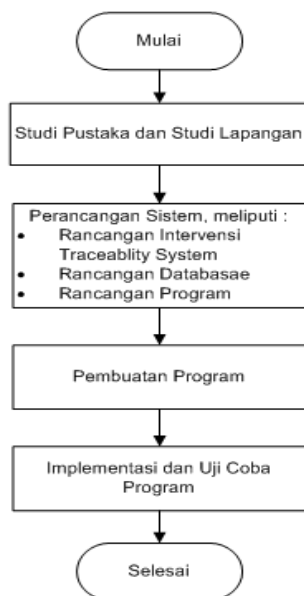 Mulai
Studi Pustaka dan Studi Lapangan
Perancangan Sistem, meliputi :
• Rancangan Intervensi
Traceablity System
• Rancangan Databasae
• Rancangan Program
Pembuatan Program
Implementasi dan Uji Coba
Program
Selesai